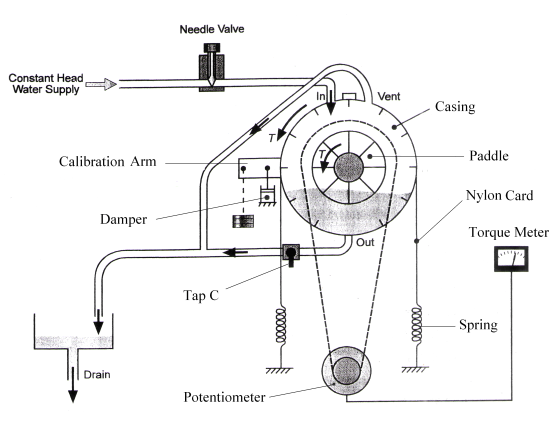 Needle Valve
Constant Head
Water Supply
In
Vent
Casing
T
Calibration Arm
T
Paddle
Damper
Nylon Card
Out
Torque Meter
Tap C
Spring
Drain
Potentiometer